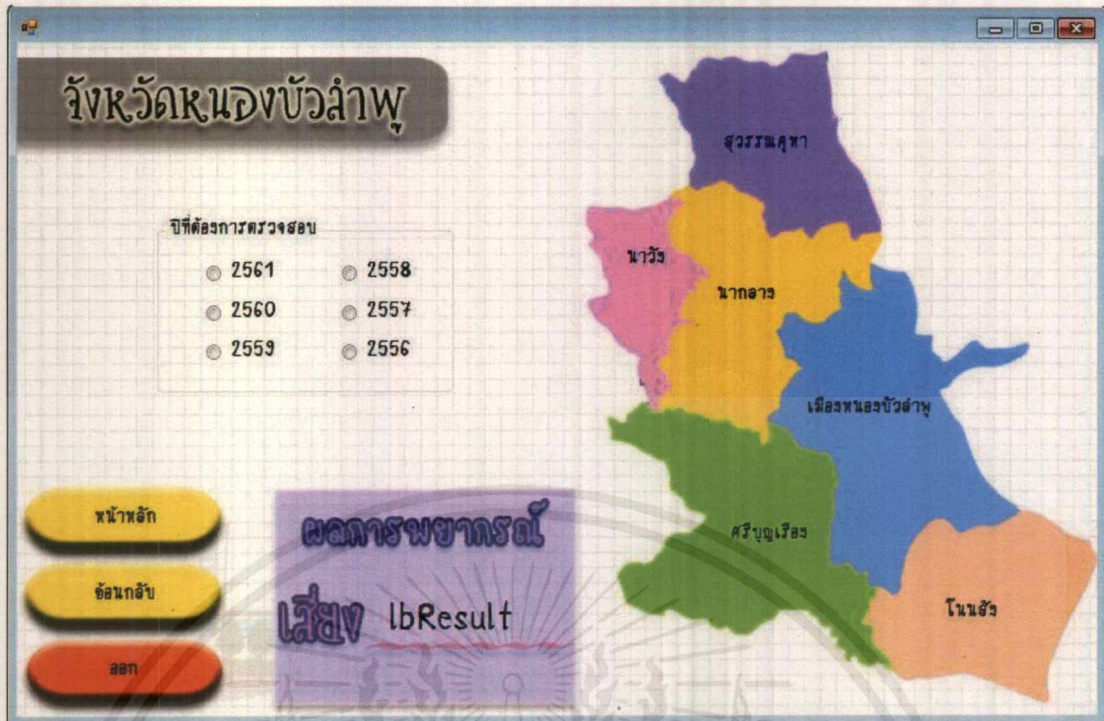 จังหวัดหนองบัวลำพู
ปีที่ต้องการตรวจสอบ
2561 2558
2560 2557
2559 2556
หน้าหลัก
ย้อนกลับ
ออก
ผลการพยากรณ์
เสี่ยง lbResult
สุวรรณคูหา
นาวัง
นากลาง
เมืองหนองบัวลำพู
ศรีบุญเรือง
โนนสัง